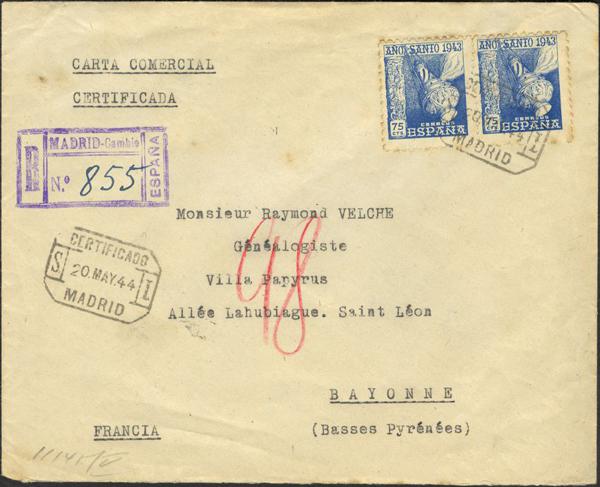 CARTA COMERCIAL
CERTIFICADA
AÑO SANTO 1943
CORREOS
75 CTS ESPAÑA
AÑO SANTO 1943
CORREOS
75 CTS ESPAÑA
MADRID
R MADRID-Cambio ESPAÑA
N.º 855
CERTIFICADO
S 20 MAY.44 I
MADRID
Monsieur Raymond VELCHE
Généalogiste
Villa Papyrus
Allée Lahubiague. Saint Léon
98
BAYONNE
FRANCIA
(Basses Pyrénées)